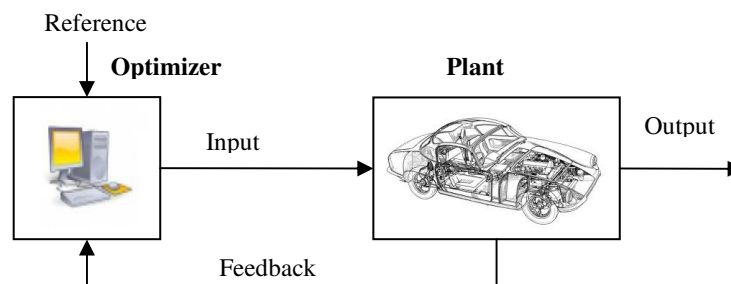 Reference
Optimizer
Plant
Input
Output
Feedback